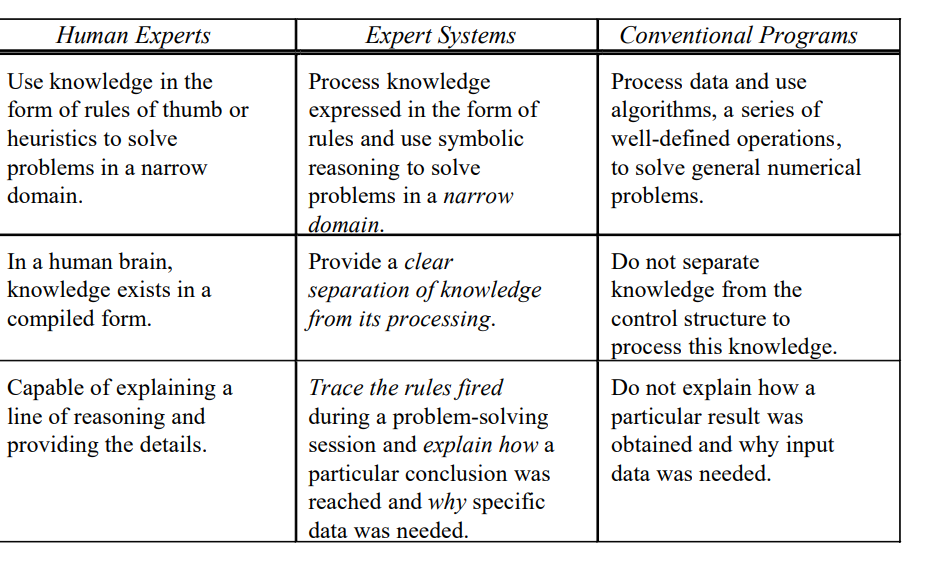 Human Experts
Expert Systems
Conventional Programs
Use knowledge in the
form of rules of thumb or
heuristics to solve
problems in a narrow
domain.
Process knowledge
expressed in the form of
rules and use symbolic
reasoning to solve
problems in a narrow
domain.
Process data and use
algorithms, a series of
well-defined operations,
to solve general numerical
problems.
In a human brain,
knowledge exists in a
compiled form.
Provide a clear
separation of knowledge
from its processing.
Do not separate
knowledge from the
control structure to
process this knowledge.
Capable of explaining a
line of reasoning and
providing the details.
Trace the rules fired
during a problem-solving
session and explain how a
particular conclusion was
reached and why specific
data was needed.
Do not explain how a
particular result was
obtained and why input
data was needed.